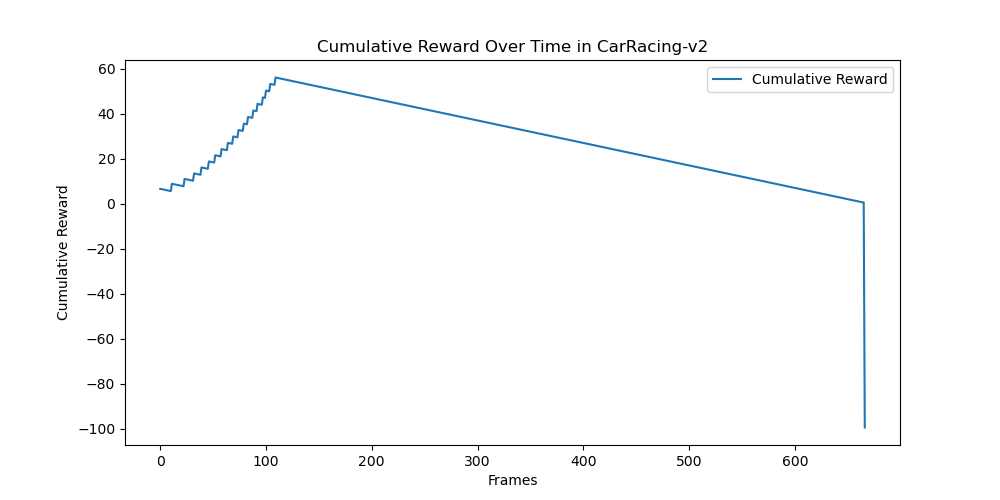 Cumulative Reward Over Time in CarRacing-v2
Cumulative Reward
60
40
20
0
−20
−40
−60
−80
−100
Cumulative Reward
0 100 200 300 400 500 600
Frames